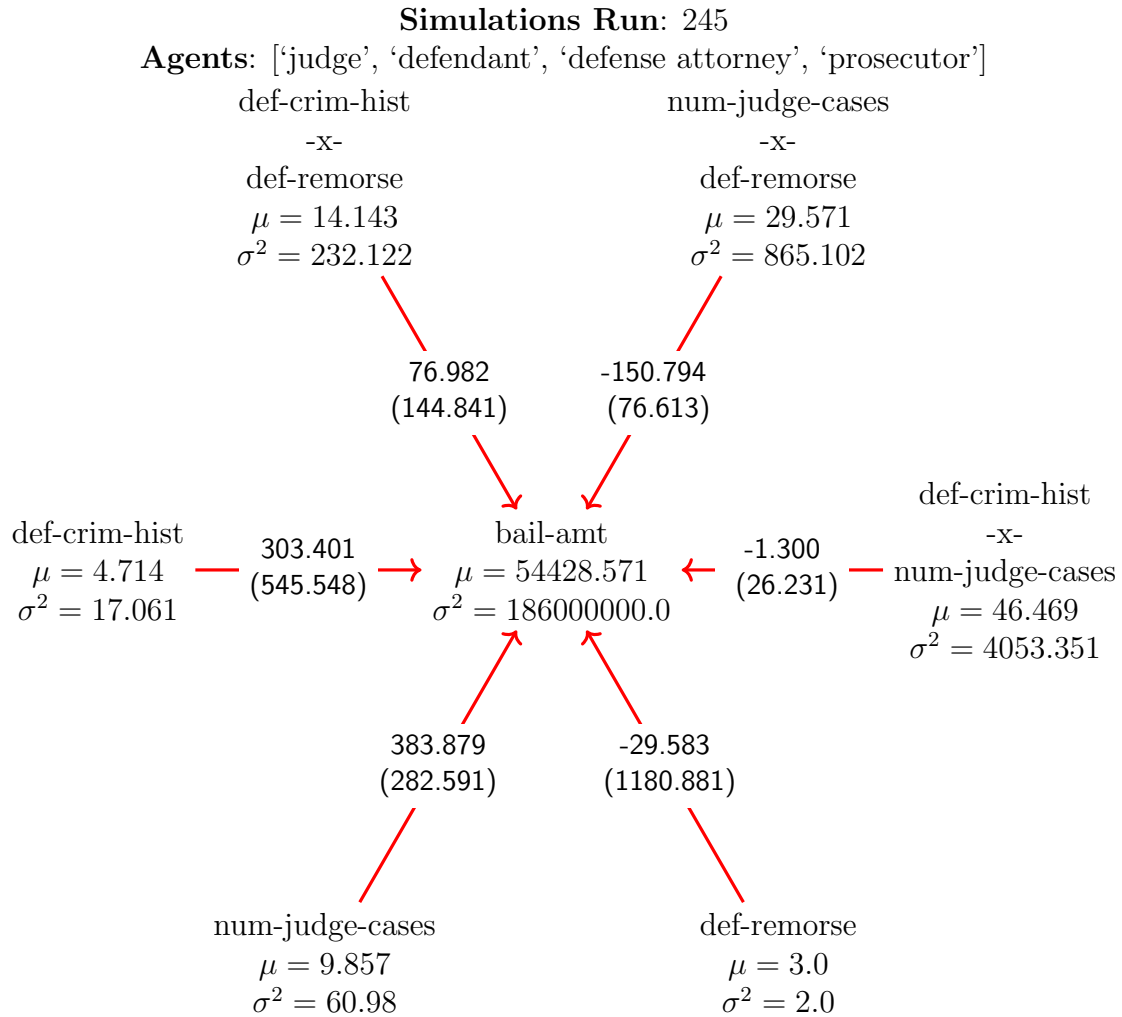 Simulations Run: 245
Agents: [‘judge’, ‘defendant’, ‘defense attorney’, ‘prosecutor’]
def-crim-hist
-x-
def-remorse
μ = 14.143
σ² = 232.122
num-judge-cases
-x-
def-remorse
μ = 29.571
σ² = 865.102
76.982
(144.841)
-150.794
(76.613)
def-crim-hist
μ = 4.714
σ² = 17.061
303.401
(545.548)
bail-amt
μ = 54428.571
σ² = 186000000.0
-1.300
(26.231)
def-crim-hist
-x-
num-judge-cases
μ = 46.469
σ² = 4053.351
383.879
(282.591)
-29.583
(1180.881)
num-judge-cases
μ = 9.857
σ² = 60.98
def-remorse
μ = 3.0
σ² = 2.0